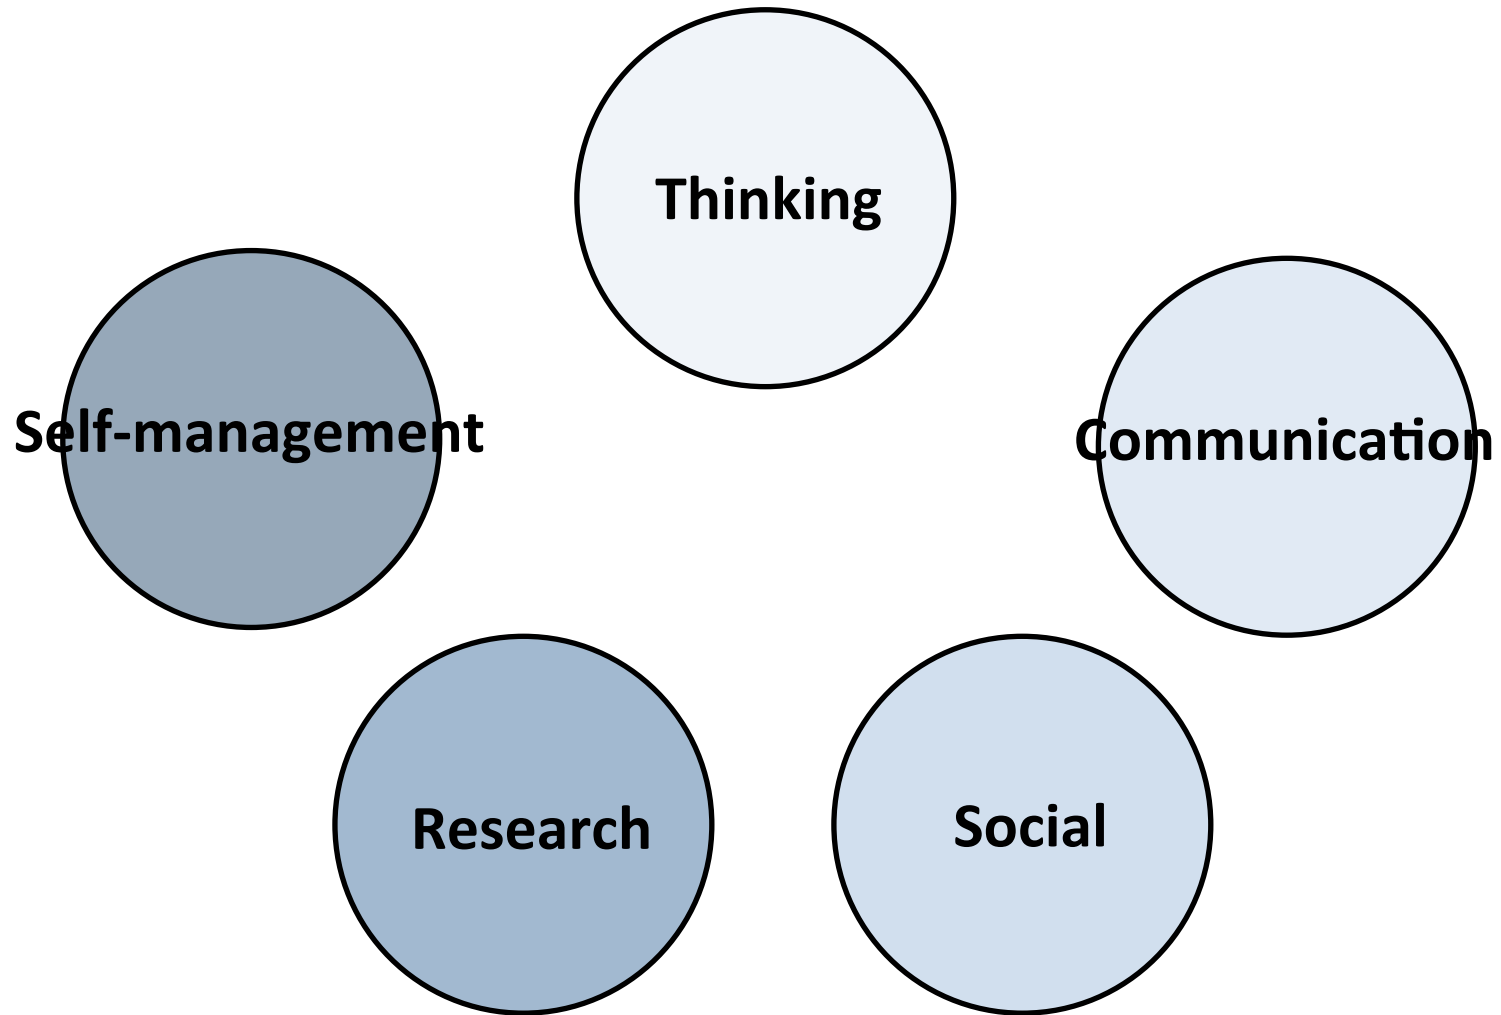 Thinking
Self-management
Communication
Research
Social